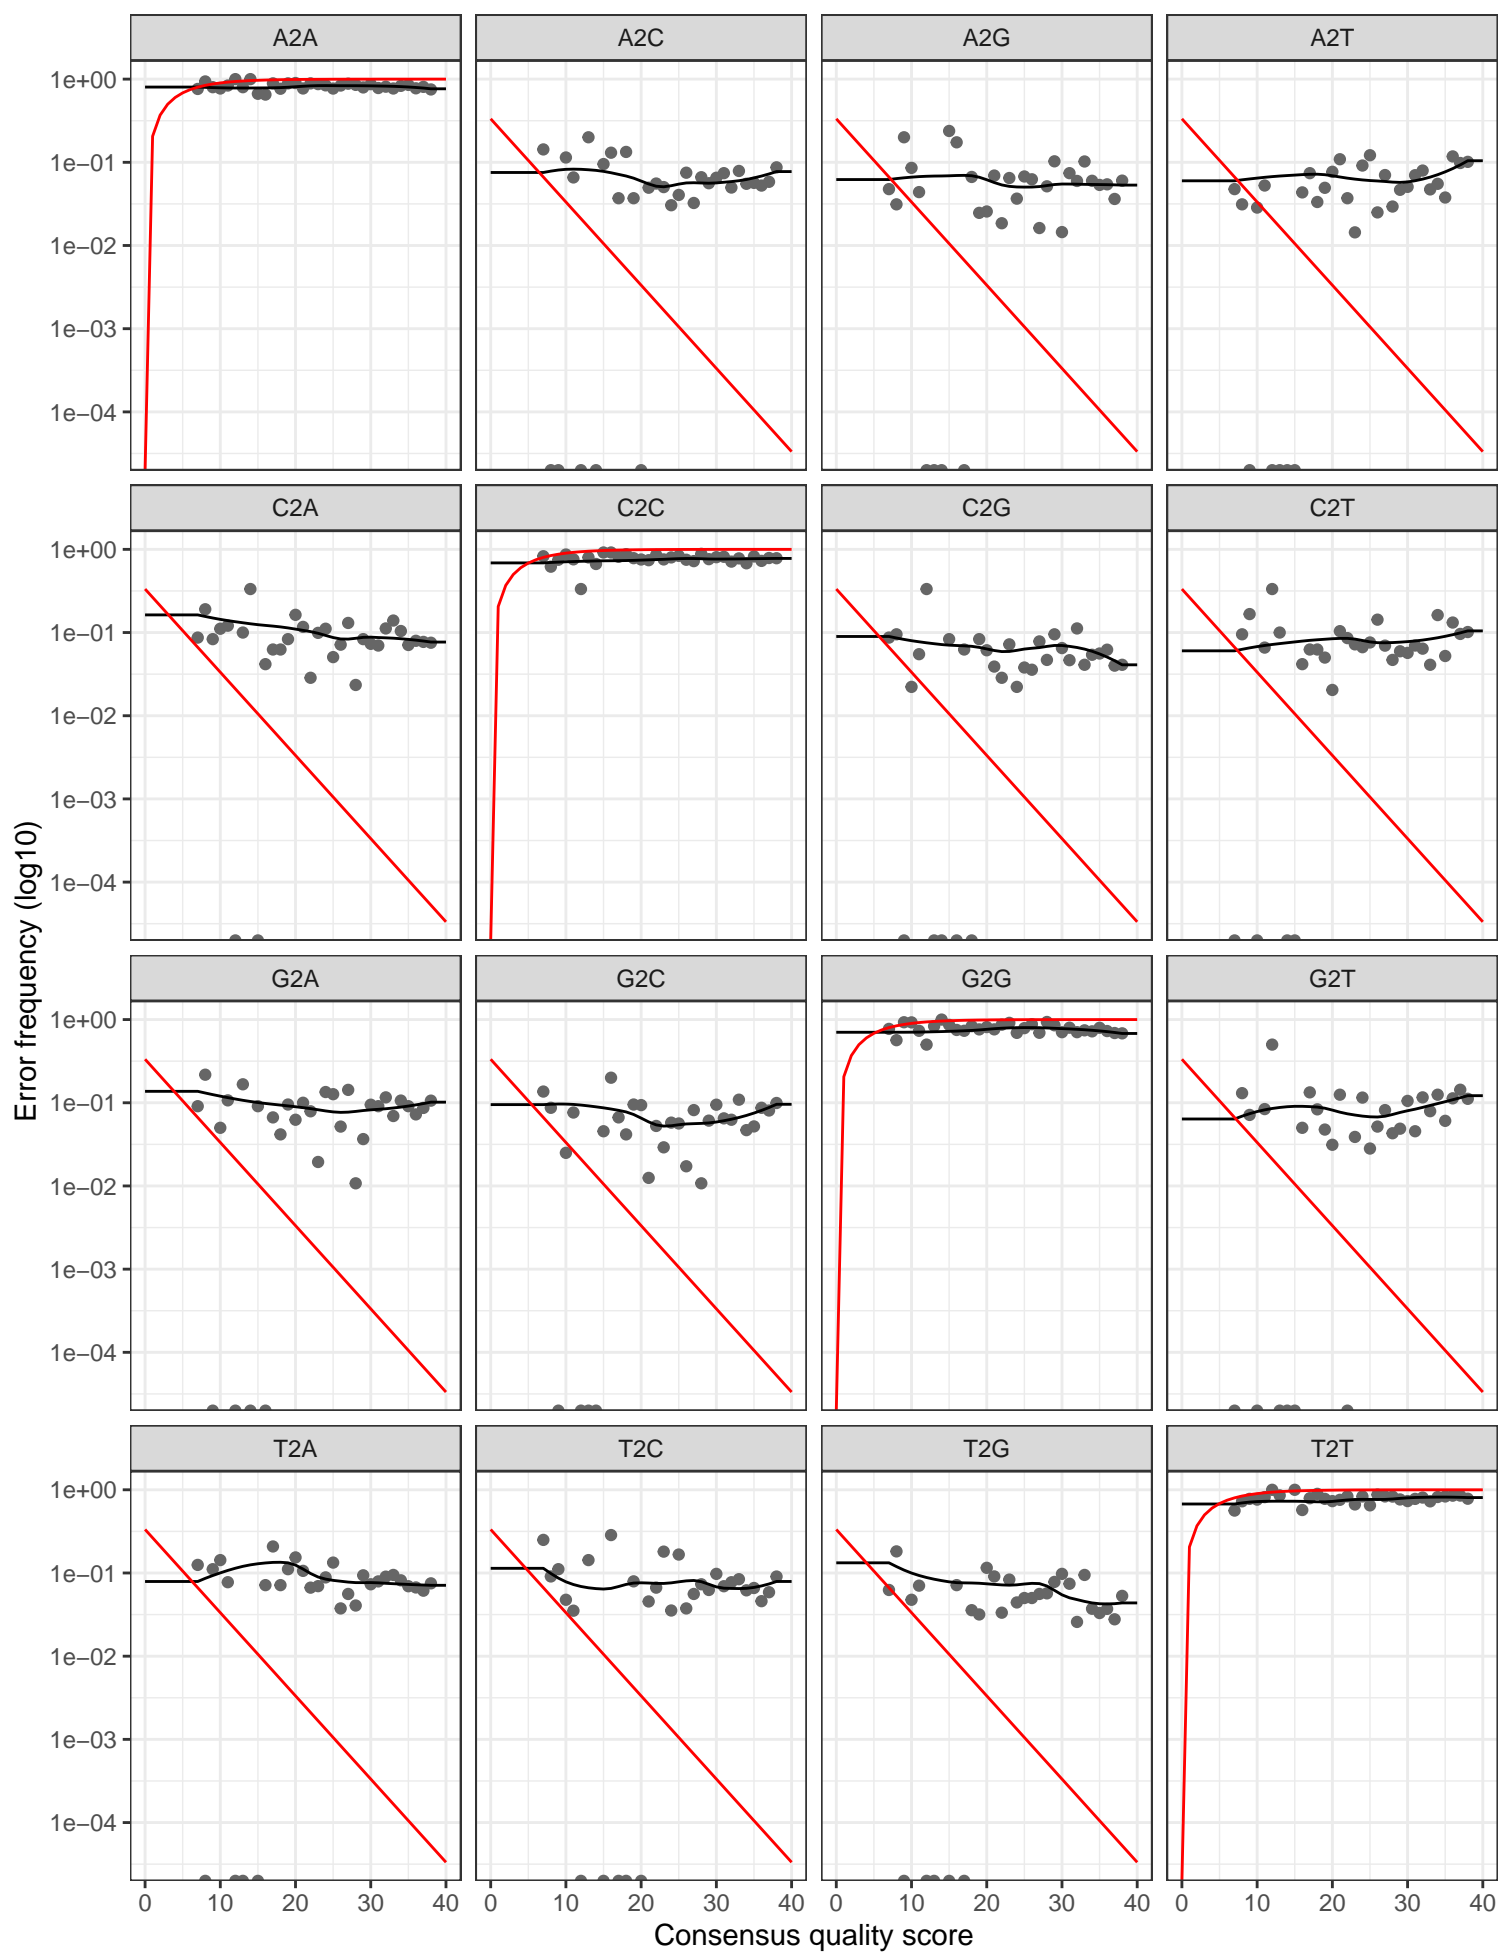 A2A A2C A2G A2T
1e+00
1e−01
1e−02
1e−03
1e−04
C2A C2C C2G C2T
1e+00
1e−01
1e−02
1e−03
1e−04
G2A G2C G2G G2T
1e+00
1e−01
1e−02
1e−03
1e−04
T2A T2C T2G T2T
1e+00
1e−01
1e−02
1e−03
1e−04
0 10 20 30 40 0 10 20 30 40 0 10 20 30 40 0 10 20 30 40
Consensus quality score
Error frequency (log10)